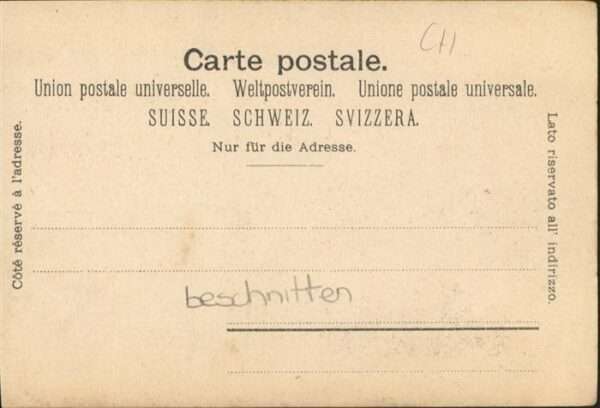 CH
Carte postale.
Union postale universelle. Weltpostverein. Unione postale universale.
SUISSE. SCHWEIZ. SVIZZERA.
Nur für die Adresse.
Côté réservé à l'adresse.
Lato riservato all' indirizzo.
beschnitten